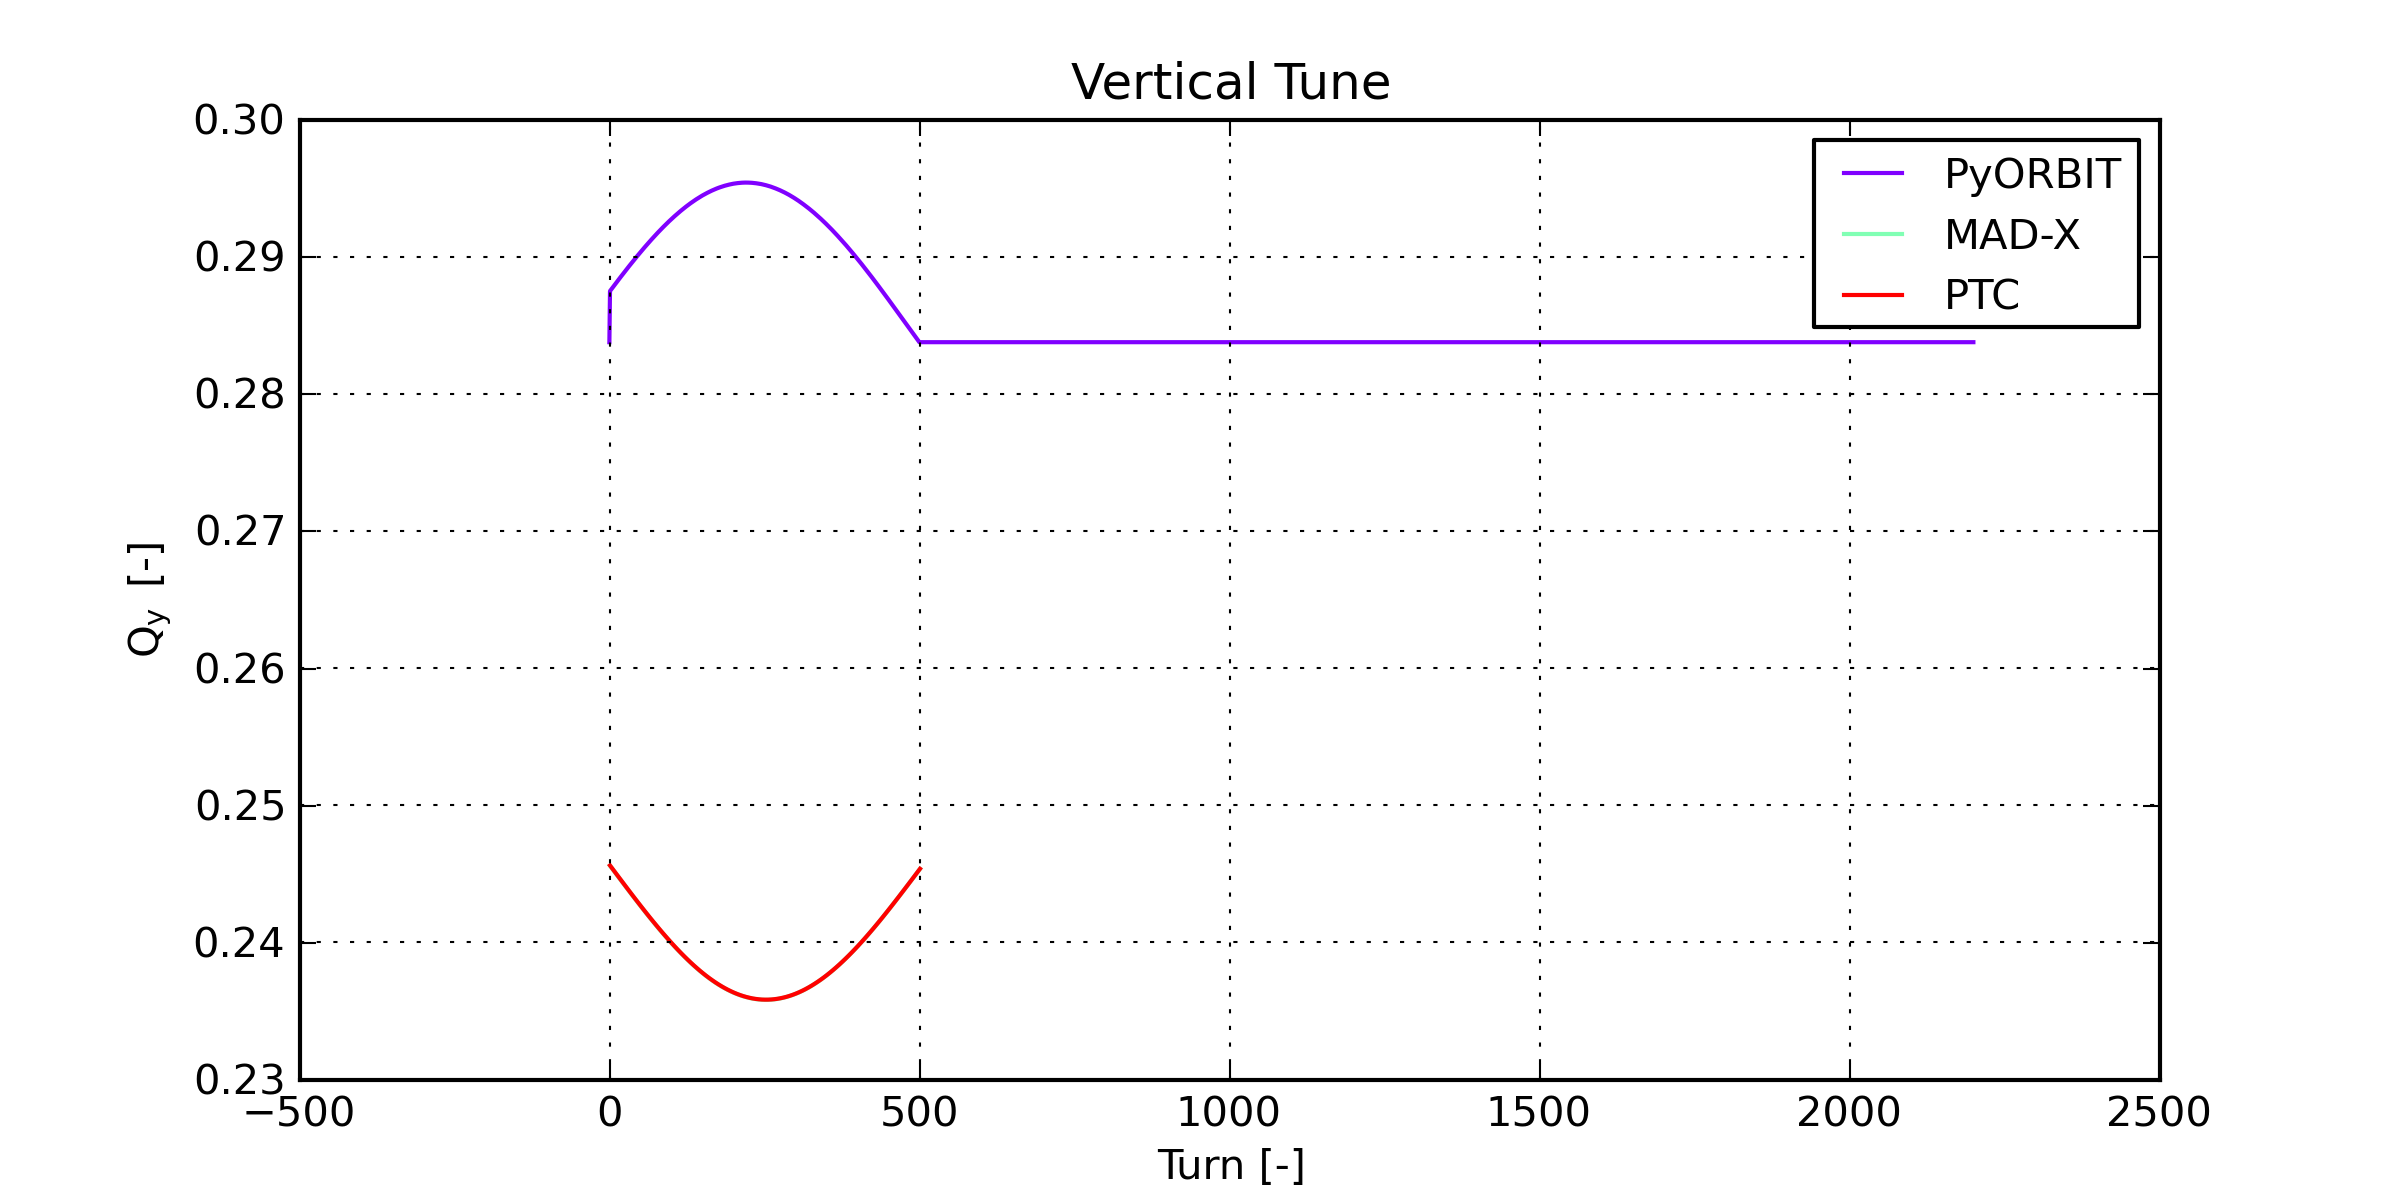 Vertical Tune
0.30
0.29
0.28
0.27
0.26
0.25
0.24
0.23
Qy [-]
PyORBIT
MAD-X
PTC
−500 0 500 1000 1500 2000 2500
Turn [-]